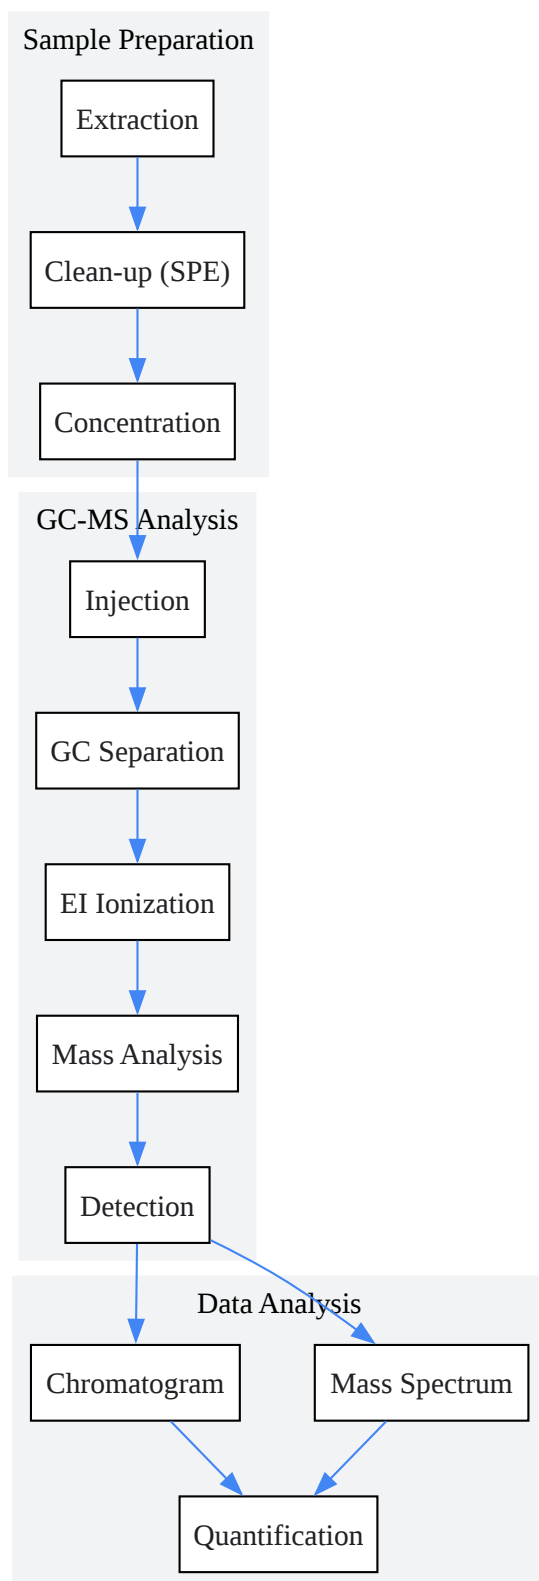 Sample Preparation
Extraction
Clean-up (SPE)
Concentration
GC-MS Analysis
Injection
GC Separation
EI Ionization
Mass Analysis
Detection
Data Analysis
Chromatogram
Mass Spectrum
Quantification